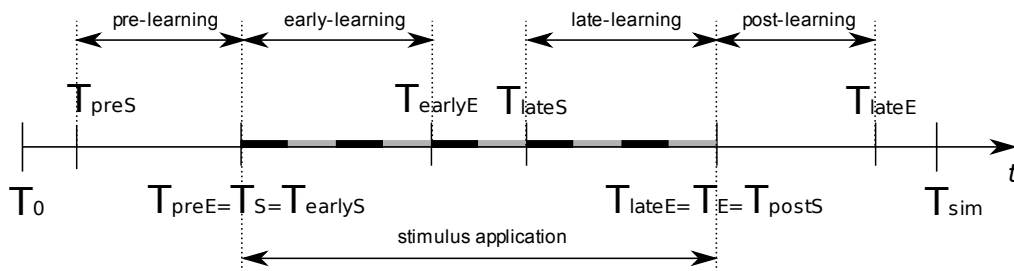 pre-learning early-learning late-learning post-learning
TpreS TearlyE TlateS TlateE
t
T0 TpreE=TS=TearlyS TlateE=TE=TpostS Tsim
stimulus application